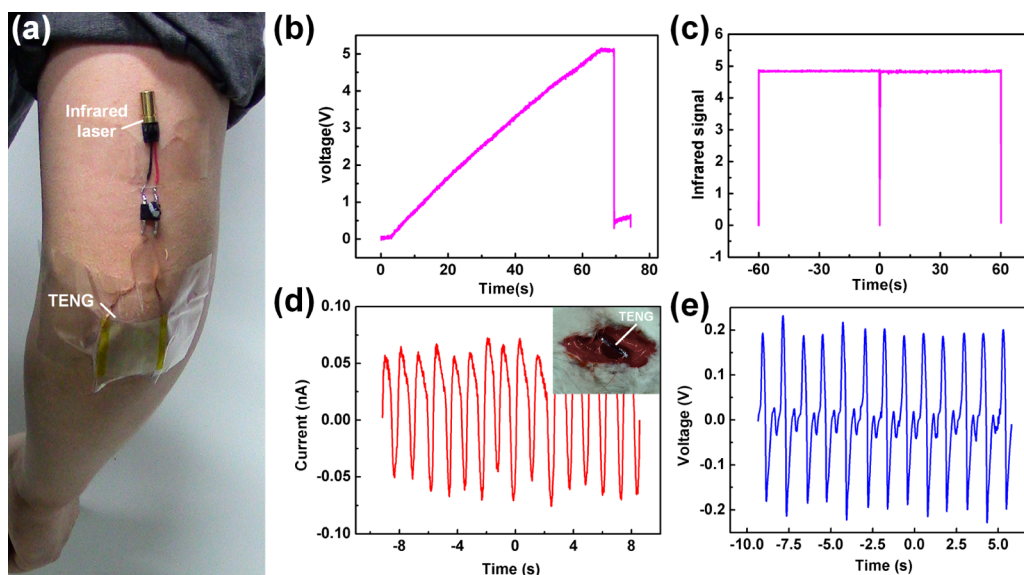 (a)
Infrared
laser
TENG
(b)
voltage(V)
5
4
3
2
1
0
0 20 40 60 80
Time(s)
(c)
Infrared signal
7
6
5
4
3
2
1
0
-1
-60 -30 0 30 60
Time(s)
(d)
Current (nA)
0.10
0.05
0.00
-0.05
-0.10
-8 -4 0 4 8
Time (s)
TENG
(e)
Voltage (V)
0.2
0.1
0.0
-0.1
-0.2
-10.0 -7.5 -5.0 -2.5 0.0 2.5 5.0
Time (s)